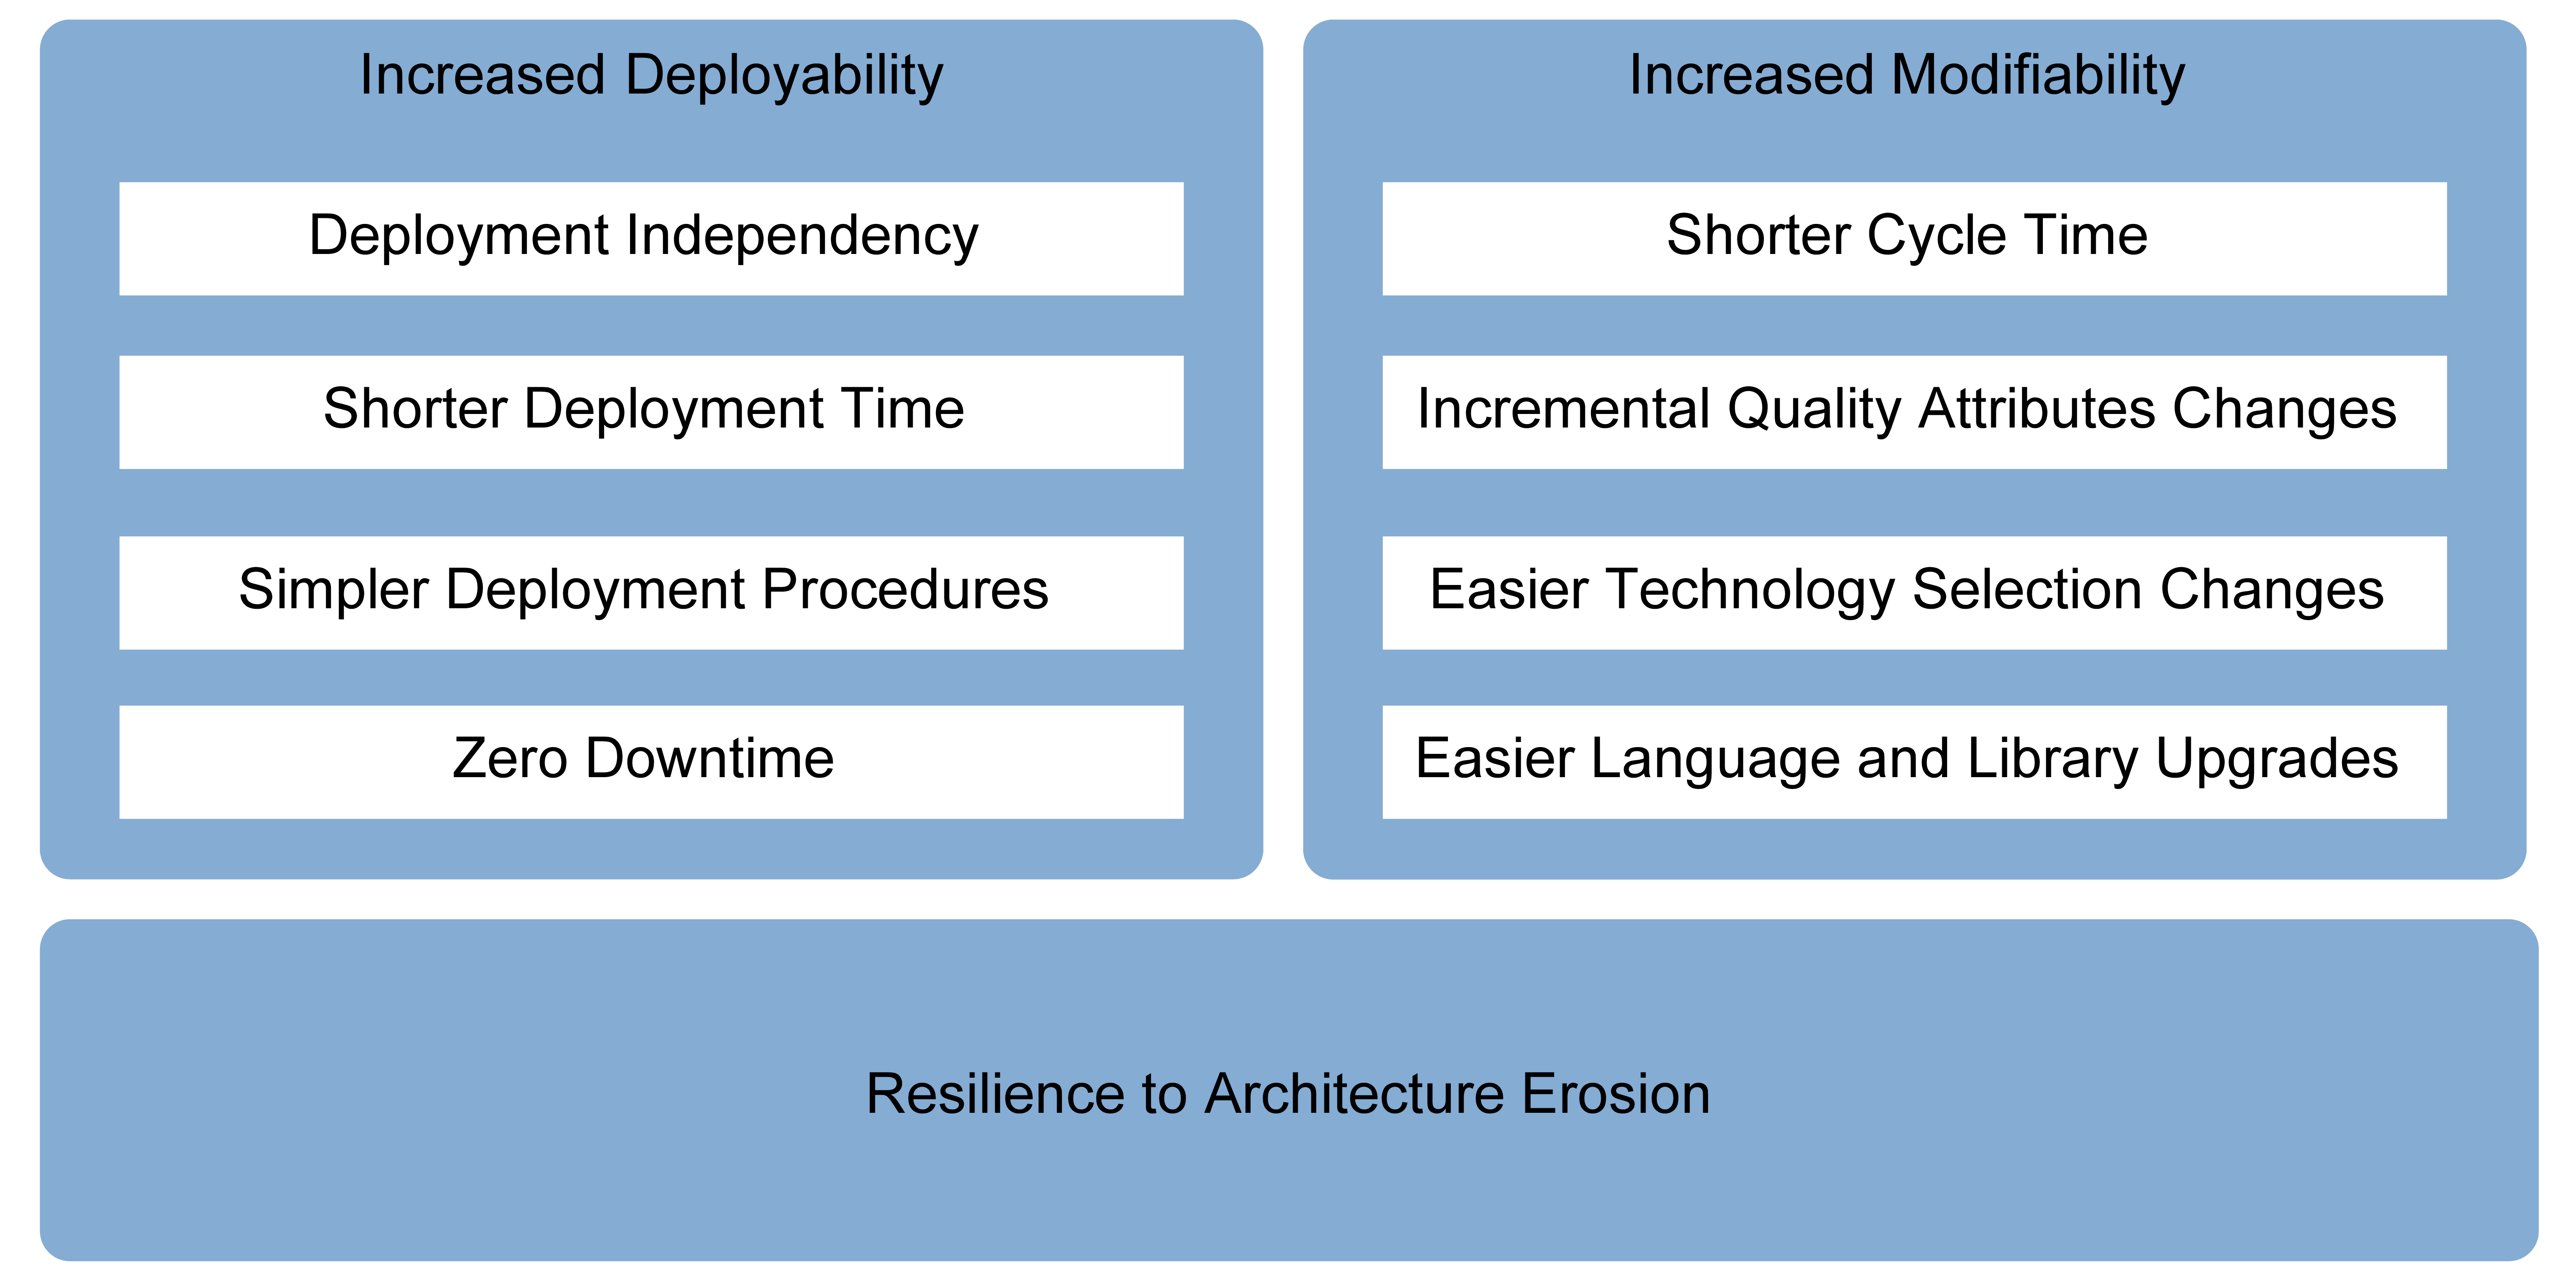 Increased Deployability
Deployment Independency
Shorter Deployment Time
Simpler Deployment Procedures
Zero Downtime
Increased Modifiability
Shorter Cycle Time
Incremental Quality Attributes Changes
Easier Technology Selection Changes
Easier Language and Library Upgrades
Resilience to Architecture Erosion